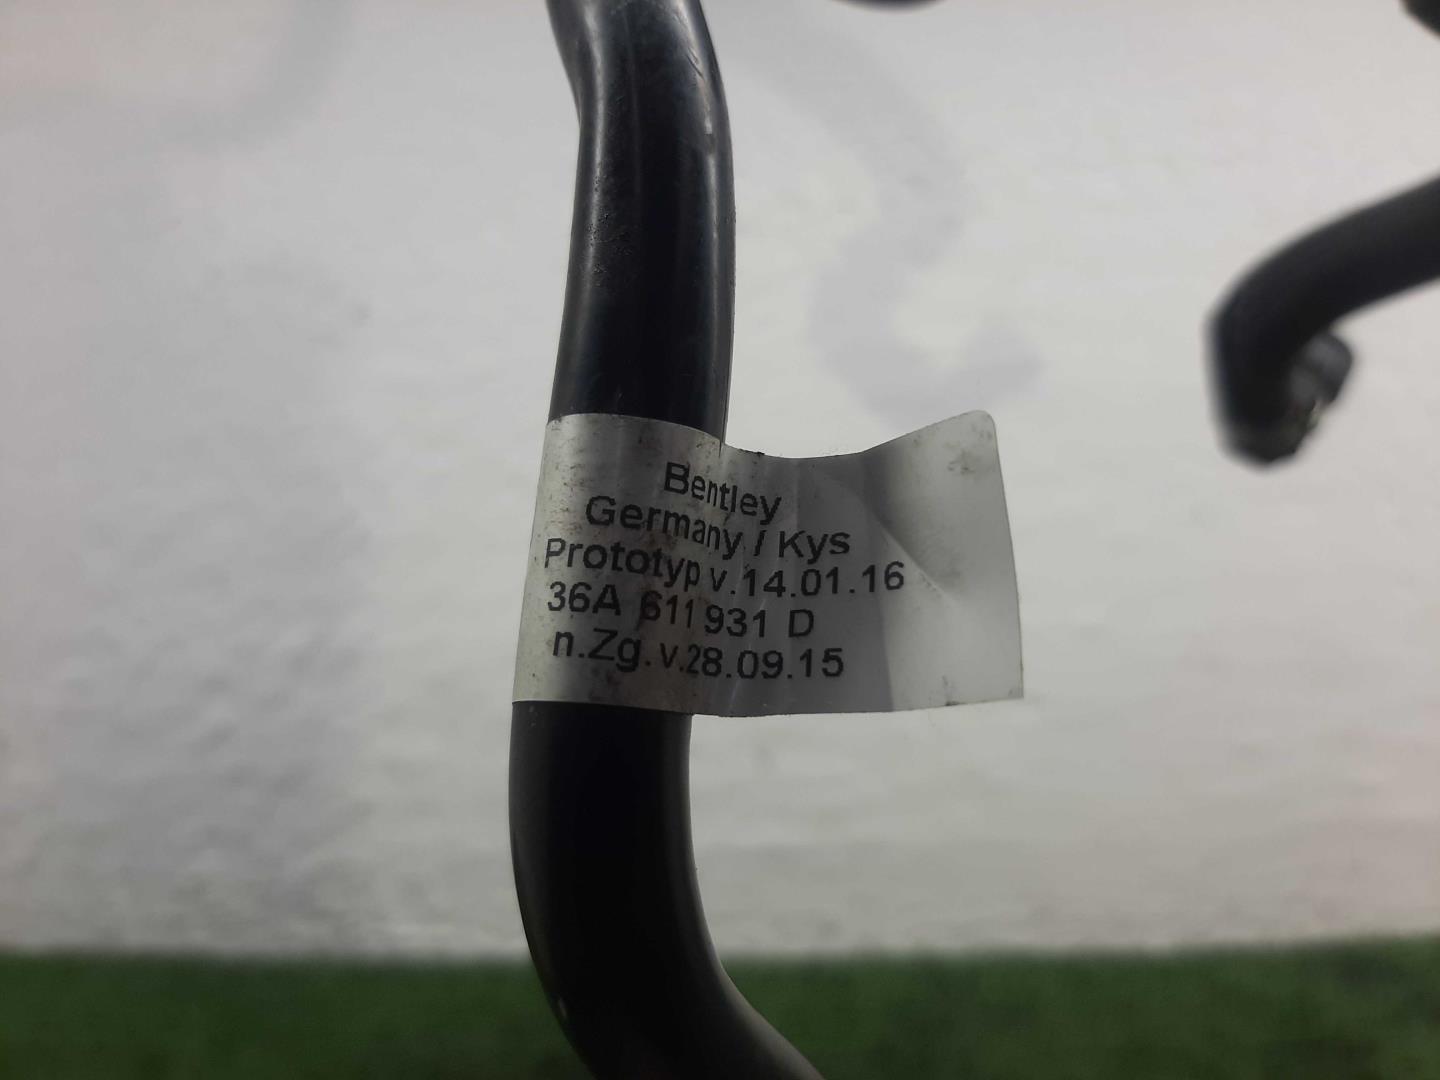 Bentley
Germany / Kys
Prototyp v.14.01.16
36A 611 931 D
n.Zg.v.28.09.15